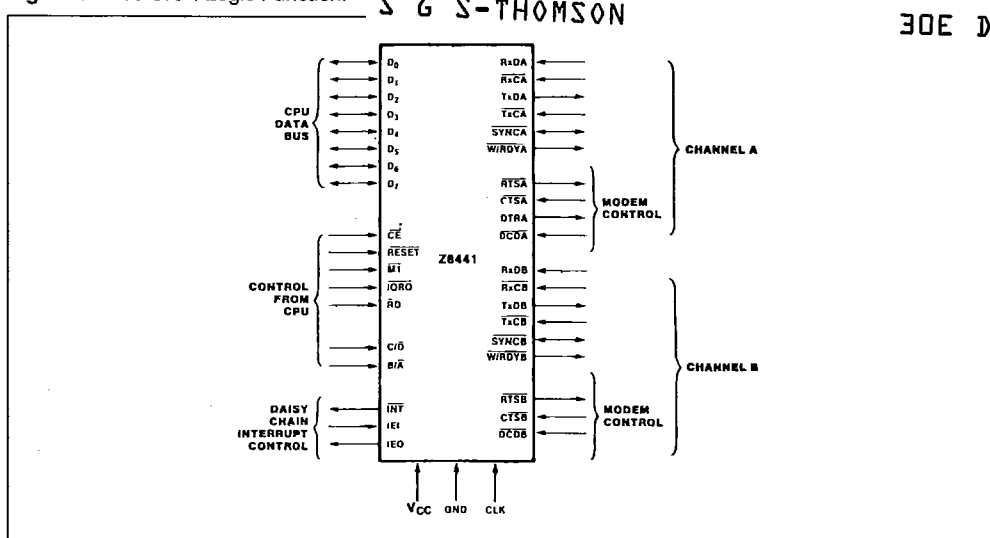 S G S-THOMSON
30E D
CPU
DATA
BUS
D0
D1
D2
D3
D4
D5
D6
D7
CONTROL
FROM
CPU
CE
RESET
M1
IORQ
RD
C/D
B/A
DAISY
CHAIN
INTERRUPT
CONTROL
INT
IEI
IEO
Z8441
RxDA
RxCA
TxDA
TxCA
SYNCA
W/RDYA
RTSA
CTSA
DTRA
DCDA
MODEM
CONTROL
CHANNEL A
RxDB
RxCB
TxDB
TxCB
SYNCB
W/RDYB
RTSB
CTSB
DCDB
MODEM
CONTROL
CHANNEL B
VCC GND CLK